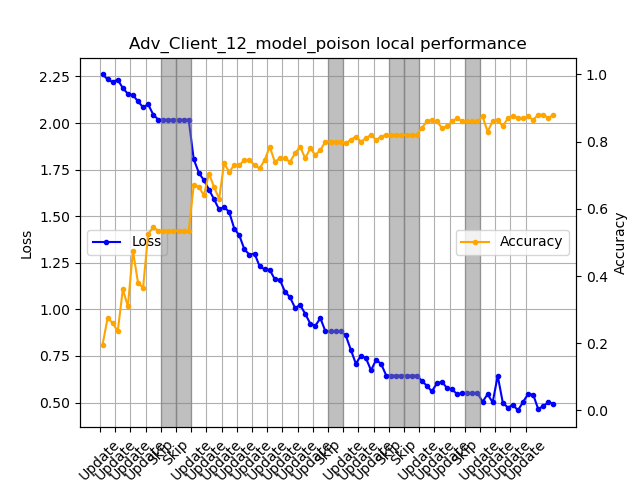 Adv_Client_12_model_poison local performance
2.25
2.00
1.75
1.50
1.25
1.00
0.75
0.50
Loss
1.0
0.8
0.6
0.4
0.2
0.0
Accuracy
Loss
Accuracy
Update
Update
Update
Update
Skip
Skip
Update
Update
Update
Update
Update
Update
Update
Update
Update
Skip
Update
Update
Update
Skip
Skip
Update
Update
Update
Skip
Update
Update
Update
Update